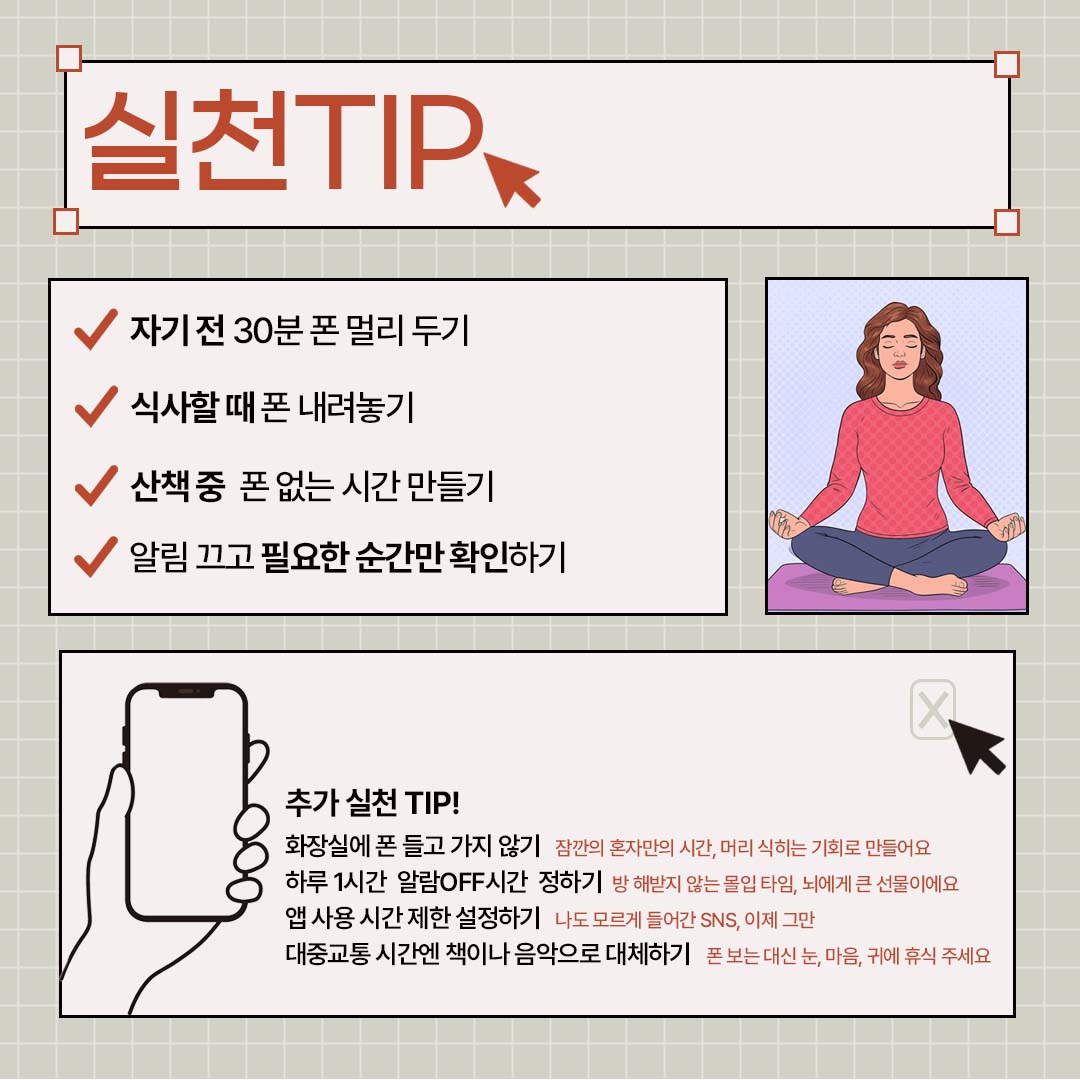 실천TIP
자기 전 30분 폰 멀리 두기
식사할 때 폰 내려놓기
산책 중 폰 없는 시간 만들기
알림 끄고 필요한 순간만 확인하기
X
추가 실천 TIP!
화장실에 폰 들고 가지 않기 잠깐의 혼자만의 시간, 머리 식히는 기회로 만들어요
하루 1시간 알람OFF시간 정하기 방 해받지 않는 몰입 타임, 뇌에게 큰 선물이에요
앱 사용 시간 제한 설정하기 나도 모르게 들어간 SNS, 이제 그만
대중교통 시간엔 책이나 음악으로 대체하기 폰 보는 대신 눈, 마음, 귀에 휴식 주세요